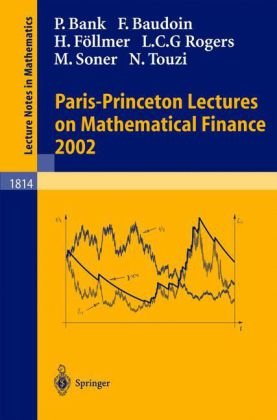 P. Bank F. Baudoin
H. Föllmer L.C.G Rogers
M. Soner N. Touzi
Lecture Notes in Mathematics
Paris-Princeton Lectures
on Mathematical Finance
2002
1814
Springer